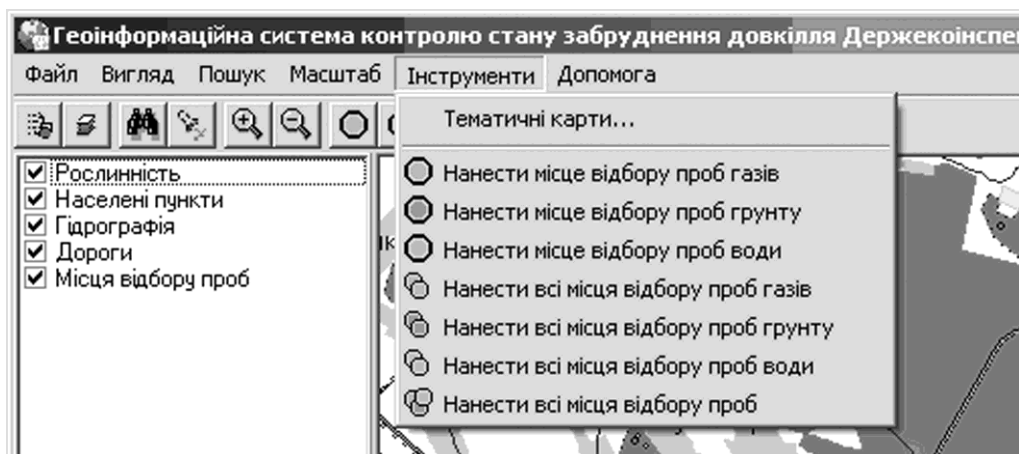 Геоінформаційна система контролю стану забруднення довкілля Держекоінспе
Файл Вигляд Пошук Масштаб Інструменти Допомога
Тематичні карти...
Рослинність
Населені пункти
Гідрографія
Дороги
Місця відбору проб
Нанести місце відбору проб газів
Нанести місце відбору проб грунту
Нанести місце відбору проб води
Нанести всі місця відбору проб газів
Нанести всі місця відбору проб грунту
Нанести всі місця відбору проб води
Нанести всі місця відбору проб